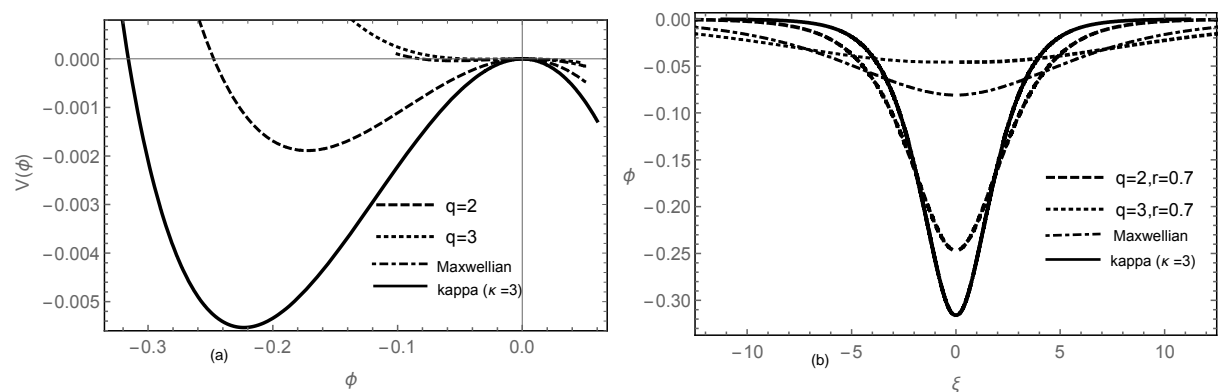 0.000
−0.001
−0.002
−0.003
−0.004
−0.005
V(ϕ)
q=2
q=3
Maxwellian
kappa (κ =3)
−0.3
−0.2
−0.1
0.0
(a)
ϕ
0.00
−0.05
−0.10
−0.15
−0.20
−0.25
−0.30
ϕ
q=2,r=0.7
q=3,r=0.7
Maxwellian
kappa (κ =3)
−10
−5
0
5
10
(b)
ξ